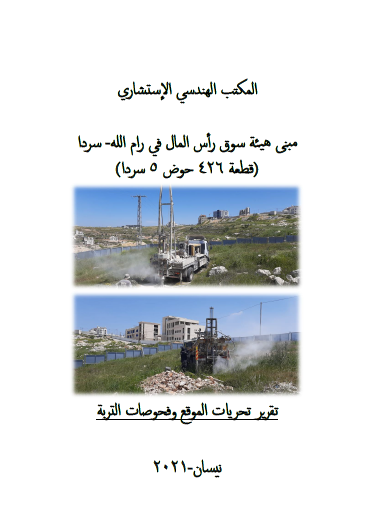 المكتب الهندسي الإستشاري
مبنى هيئة سوق رأس المال في رام الله- سردا
(قطعة ٤٢٦ حوض ٥ سردا)
تقرير تحريات الموقع وفحوصات التربة
نيسان-٢٠٢١